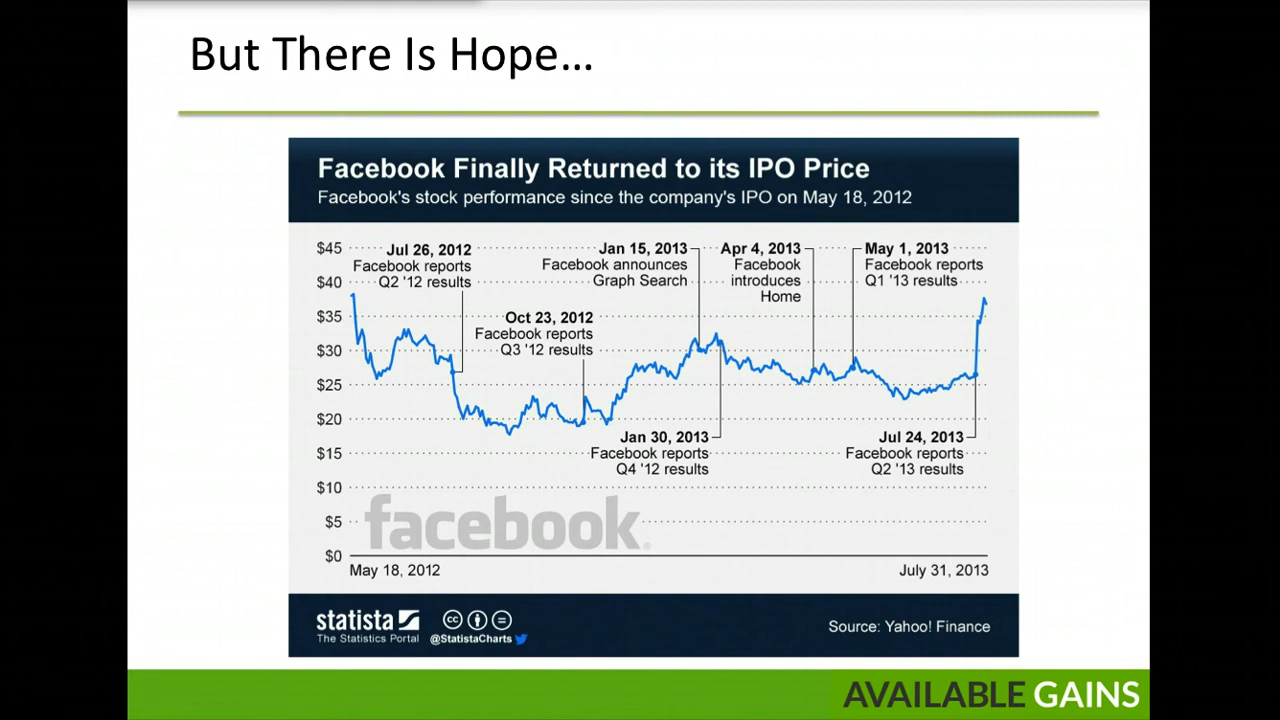 But There Is Hope...
Facebook Finally Returned to its IPO Price
Facebook's stock performance since the company's IPO on May 18, 2012
$45
$40
$35
$30
$25
$20
$15
$10
$5
$0
Jul 26, 2012
Facebook reports
Q2 '12 results
Oct 23, 2012
Facebook reports
Q3 '12 results
Jan 15, 2013
Facebook announces
Graph Search
Jan 30, 2013
Facebook reports
Q4 '12 results
Apr 4, 2013
Facebook
introduces
Home
May 1, 2013
Facebook reports
Q1 '13 results
Jul 24, 2013
Facebook reports
Q2 '13 results
facebook®
May 18, 2012
July 31, 2013
statista
The Statistics Portal
cc
@StatistaCharts
Source: Yahoo! Finance
AVAILABLE GAINS